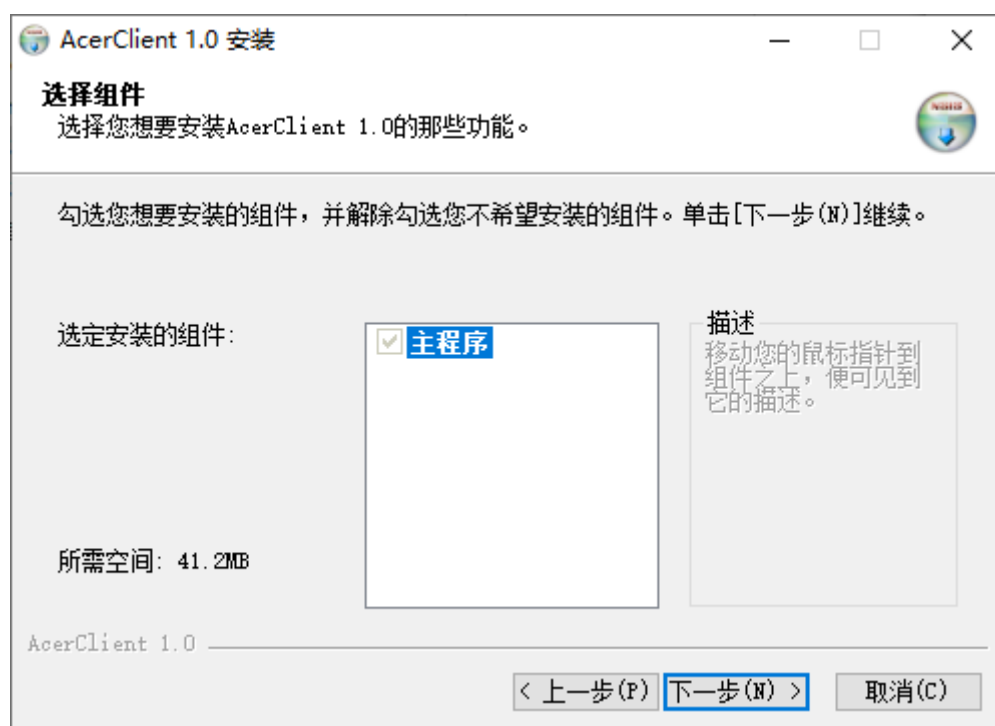 AcerClient 1.0 安装
选择组件
选择您想要安装AcerClient 1.0的那些功能。
勾选您想要安装的组件，并解除勾选您不希望安装的组件。单击[下一步(N)]继续。
选定安装的组件:
主程序
描述
移动您的鼠标指针到
组件之上，便可见到
它的描述。
所需空间: 41.2MB
AcerClient 1.0
< 上一步(P)
下一步(N) >
取消(C)